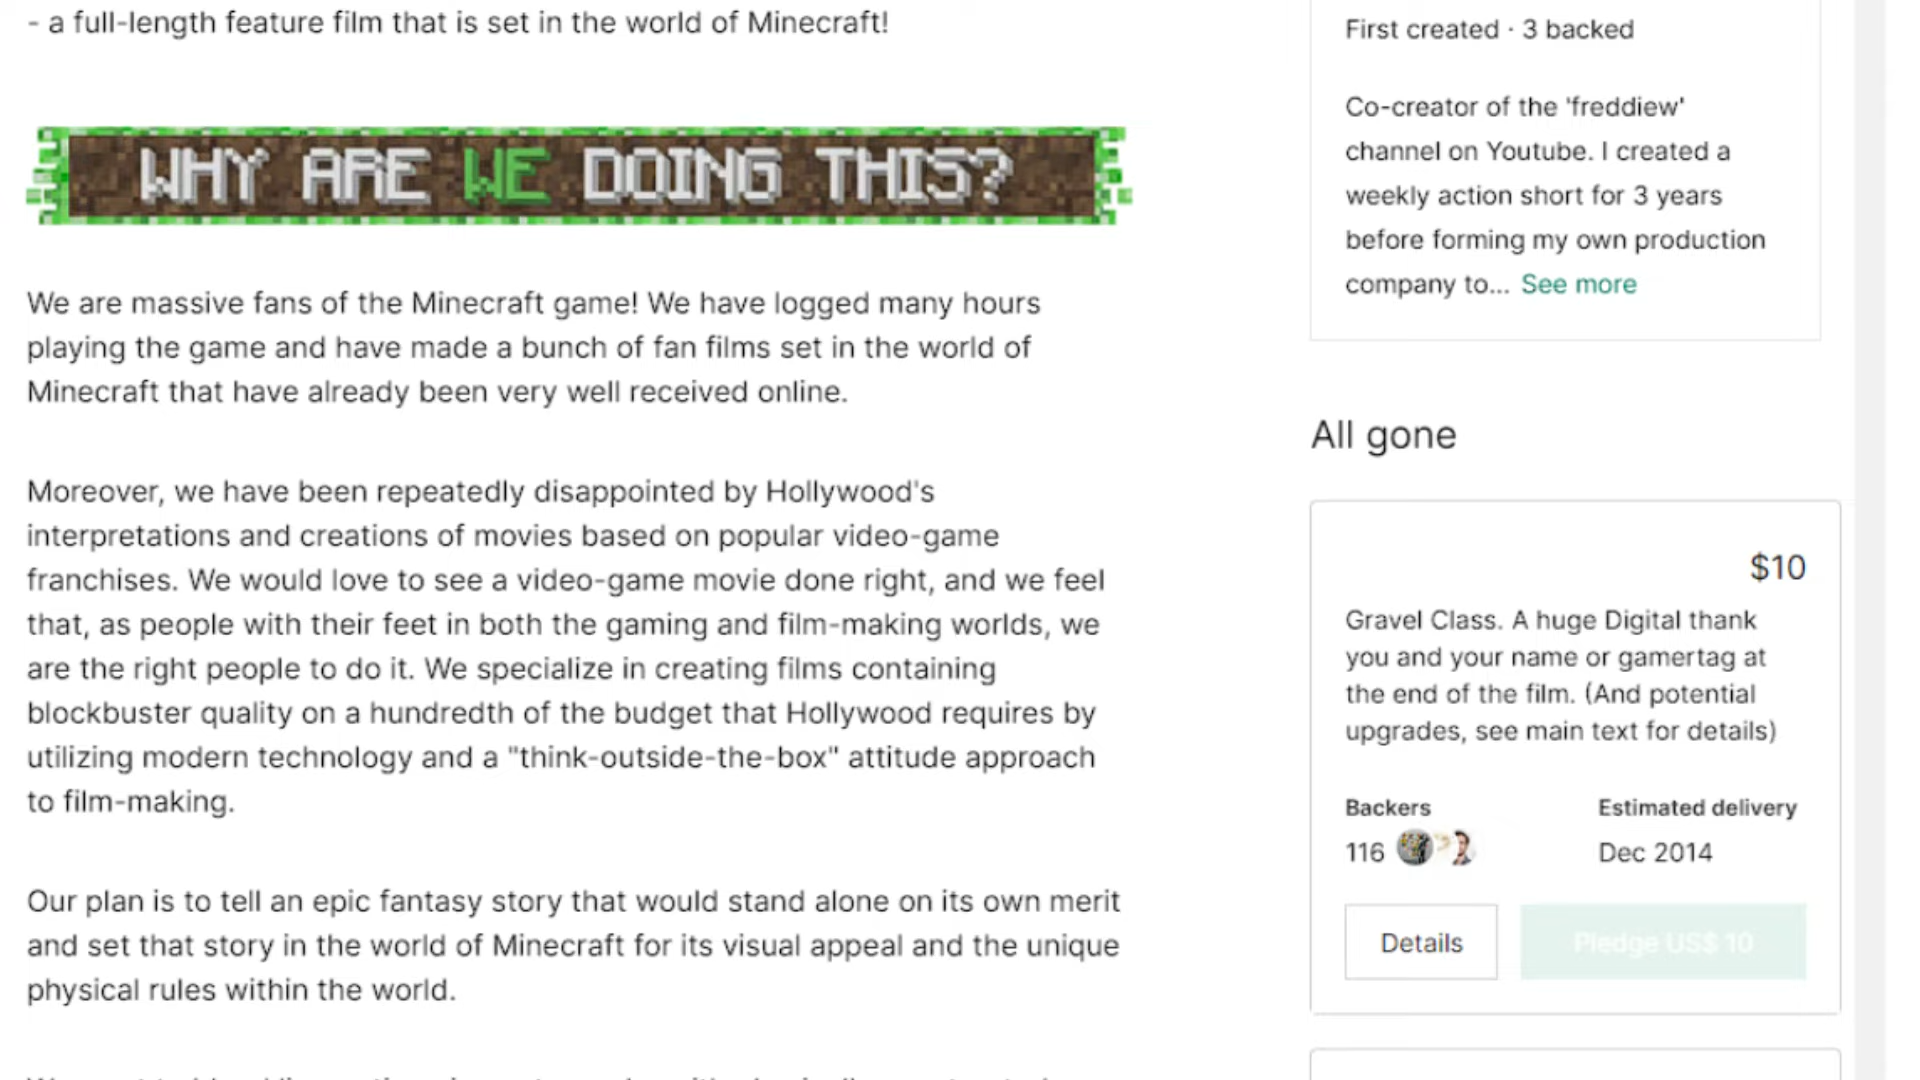 - a full-length feature film that is set in the world of Minecraft!
WHY ARE WE DOING THIS?
We are massive fans of the Minecraft game! We have logged many hours
playing the game and have made a bunch of fan films set in the world of
Minecraft that have already been very well received online.
Moreover, we have been repeatedly disappointed by Hollywood's
interpretations and creations of movies based on popular video-game
franchises. We would love to see a video-game movie done right, and we feel
that, as people with their feet in both the gaming and film-making worlds, we
are the right people to do it. We specialize in creating films containing
blockbuster quality on a hundredth of the budget that Hollywood requires by
utilizing modern technology and a "think-outside-the-box" attitude approach
to film-making.
Our plan is to tell an epic fantasy story that would stand alone on its own merit
and set that story in the world of Minecraft for its visual appeal and the unique
physical rules within the world.
First created · 3 backed
Co-creator of the 'freddiew'
channel on Youtube. I created a
weekly action short for 3 years
before forming my own production
company to... See more
All gone
$10
Gravel Class. A huge Digital thank
you and your name or gamertag at
the end of the film. (And potential
upgrades, see main text for details)
Backers
116
Estimated delivery
Dec 2014
Details
Pledge US$ 10